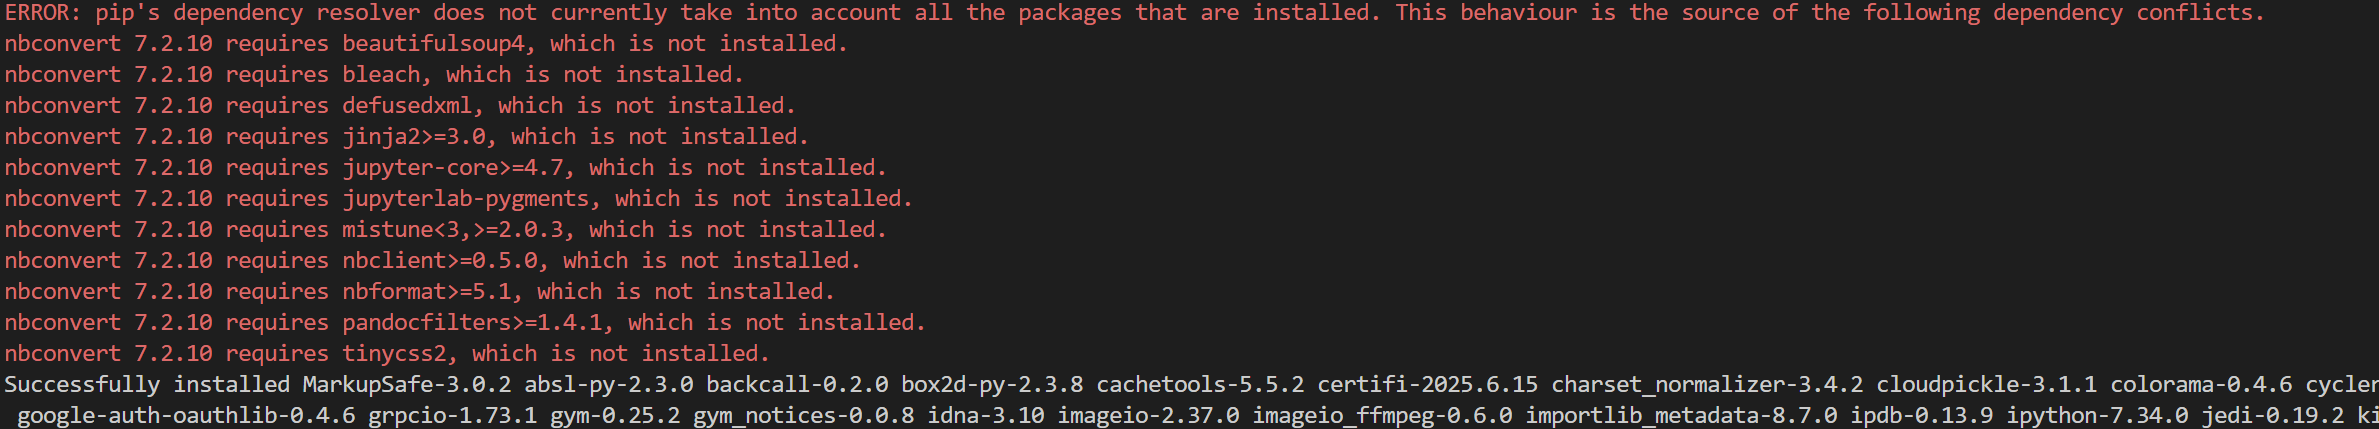 ERROR: pip's dependency resolver does not currently take into account all the packages that are installed. This behaviour is the source of the following dependency conflicts.
nbconvert 7.2.10 requires beautifulsoup4, which is not installed.
nbconvert 7.2.10 requires bleach, which is not installed.
nbconvert 7.2.10 requires defusedxml, which is not installed.
nbconvert 7.2.10 requires jinja2>=3.0, which is not installed.
nbconvert 7.2.10 requires jupyter-core>=4.7, which is not installed.
nbconvert 7.2.10 requires jupyterlab-pygments, which is not installed.
nbconvert 7.2.10 requires mistune<3,>=2.0.3, which is not installed.
nbconvert 7.2.10 requires nbclient>=0.5.0, which is not installed.
nbconvert 7.2.10 requires nbformat>=5.1, which is not installed.
nbconvert 7.2.10 requires pandocfilters>=1.4.1, which is not installed.
nbconvert 7.2.10 requires tinycss2, which is not installed.
Successfully installed MarkupSafe-3.0.2 absl-py-2.3.0 backcall-0.2.0 box2d-py-2.3.8 cachetools-5.5.2 certifi-2025.6.15 charset_normalizer-3.4.2 cloudpickle-3.1.1 colorama-0.4.6 cycler
google-auth-oauthlib-0.4.6 grpcio-1.73.1 gym-0.25.2 gym_notices-0.0.8 idna-3.10 imageio-2.37.0 imageio_ffmpeg-0.6.0 importlib_metadata-8.7.0 ipdb-0.13.9 ipython-7.34.0 jedi-0.19.2 ki